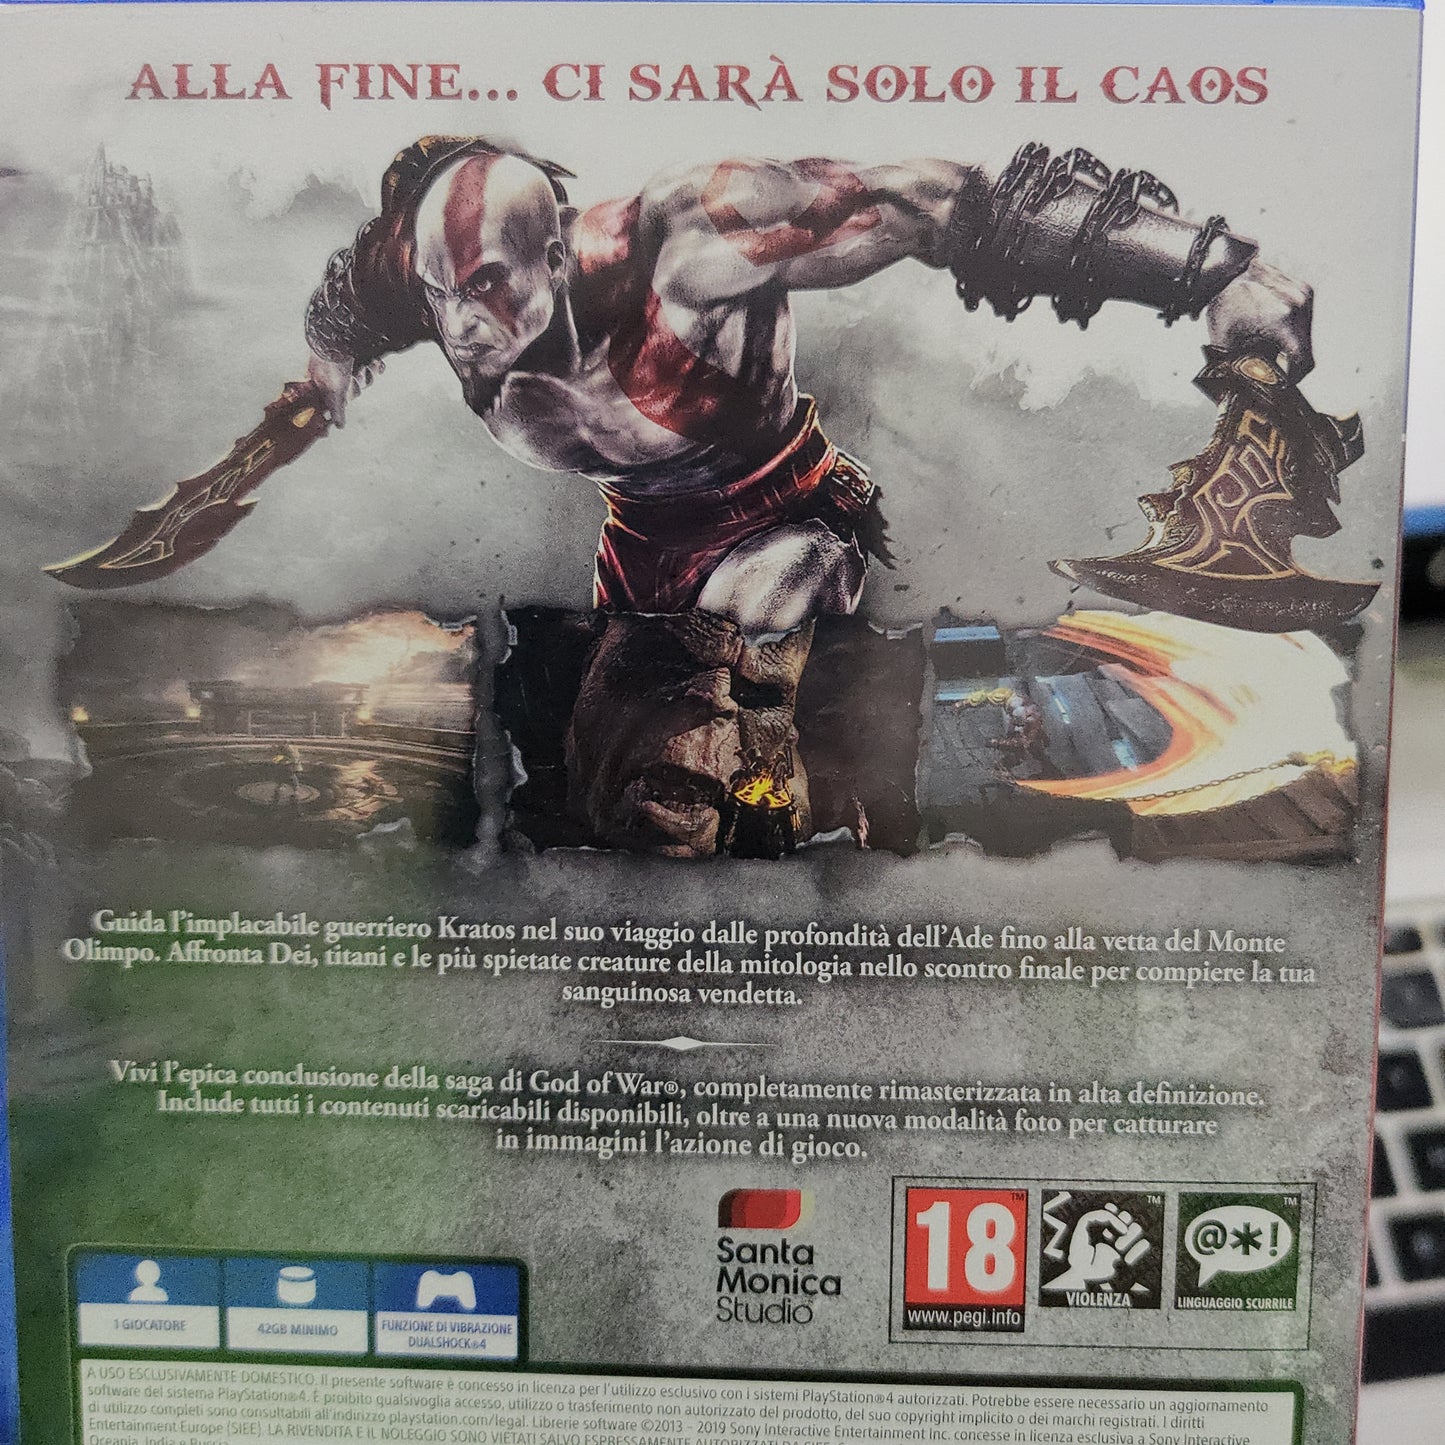 ALLA FINE... CI SARÀ SOLO IL CAOS
Guida l'implacabile guerriero Kratos nel suo viaggio dalle profondità dell'Ade fino alla vetta del Monte
Olimpo. Affronta Dei, titani e le più spietate creature della mitologia nello scontro finale per compiere la tua
sanguinosa vendetta.
Vivi l'epica conclusione della saga di God of War®, completamente rimasterizzata in alta definizione.
Include tutti i contenuti scaricabili disponibili, oltre a una nuova modalità foto per catturare
in immagini l'azione di gioco.
Santa
Monica
Studio
18™
www.pegi.info
™
VIOLENZA
@*!™
LINGUAGGIO SCURRILE
1 GIOCATORE
42GB MINIMO
FUNZIONE DI VIBRAZIONE
DUALSHOCK®4
A USO ESCLUSIVAMENTE DOMESTICO. Il presente software è concesso in licenza per l'utilizzo esclusivo con i sistemi PlayStation®4 autorizzati. Potrebbe essere necessario un aggiornamento
software del sistema PlayStation®4. È proibito qualsivoglia accesso, utilizzo o trasferimento non autorizzato del prodotto, del suo copyright implicito o dei marchi registrati. I diritti
di utilizzo completi sono consultabili all'indirizzo playstation.com/legal. Librerie software ©2013 - 2019 Sony Interactive Entertainment Inc. concesse in licenza esclusiva a Sony Interactive
Entertainment Europe (SIEE). LA RIVENDITA E IL NOLEGGIO SONO VIETATI SALVO ESPRESSAMENTE AUTORIZZATI DA SIEE.
Oceania, India e Russia